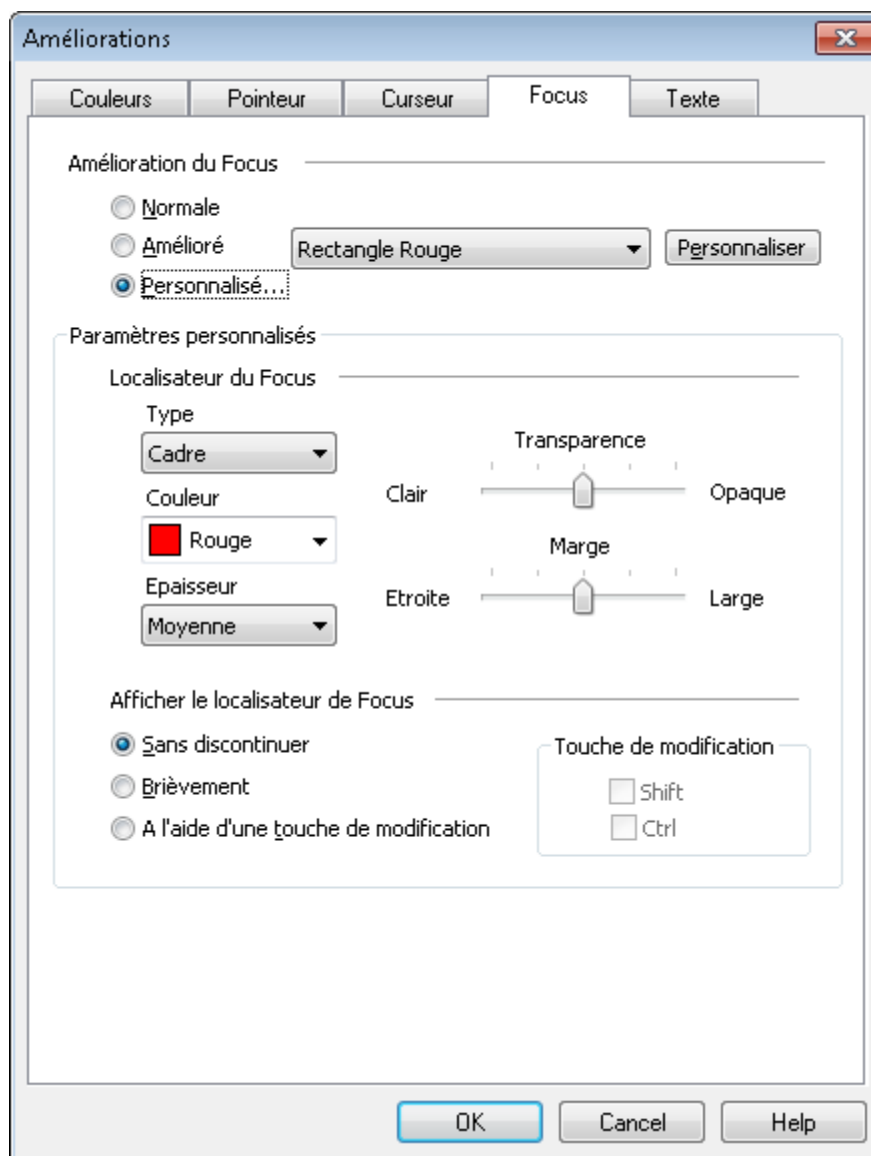 Améliorations
Couleurs Pointeur Curseur Focus Texte
Amélioration du Focus
Normale
Amélioré Rectangle Rouge Personnaliser
Personnalisé...
Paramètres personnalisés
Localisateur du Focus
Type
Cadre
Transparence
Clair Opaque
Couleur
Rouge
Marge
Etroite Large
Epaisseur
Moyenne
Afficher le localisateur de Focus
Sans discontinuer
Brièvement
A l'aide d'une touche de modification
Touche de modification
Shift
Ctrl
OK Cancel Help